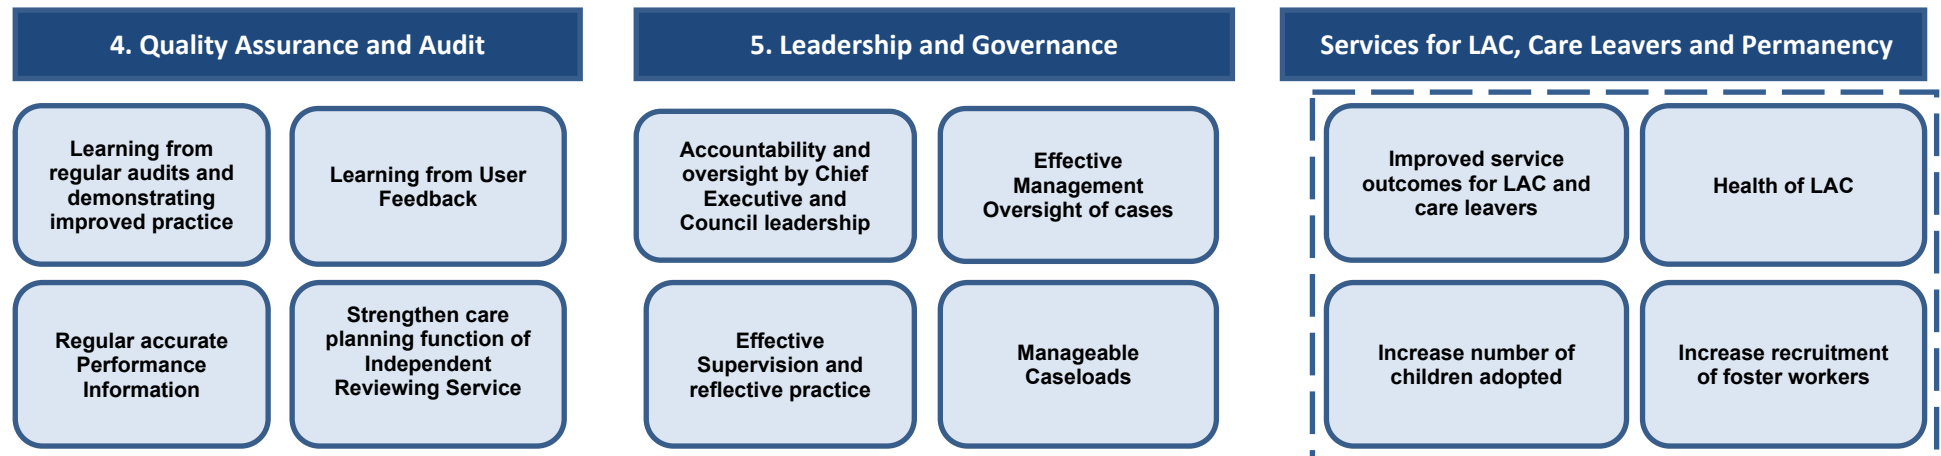 4. Quality Assurance and Audit
Learning from
regular audits and
demonstrating
improved practice
Learning from User
Feedback
Regular accurate
Performance
Information
Strengthen care
planning function of
Independent
Reviewing Service
5. Leadership and Governance
Accountability and
oversight by Chief
Executive and
Council leadership
Effective
Management
Oversight of cases
Effective
Supervision and
reflective practice
Manageable
Caseloads
Services for LAC, Care Leavers and Permanency
Improved service
outcomes for LAC and
care leavers
Health of LAC
Increase number of
children adopted
Increase recruitment
of foster workers